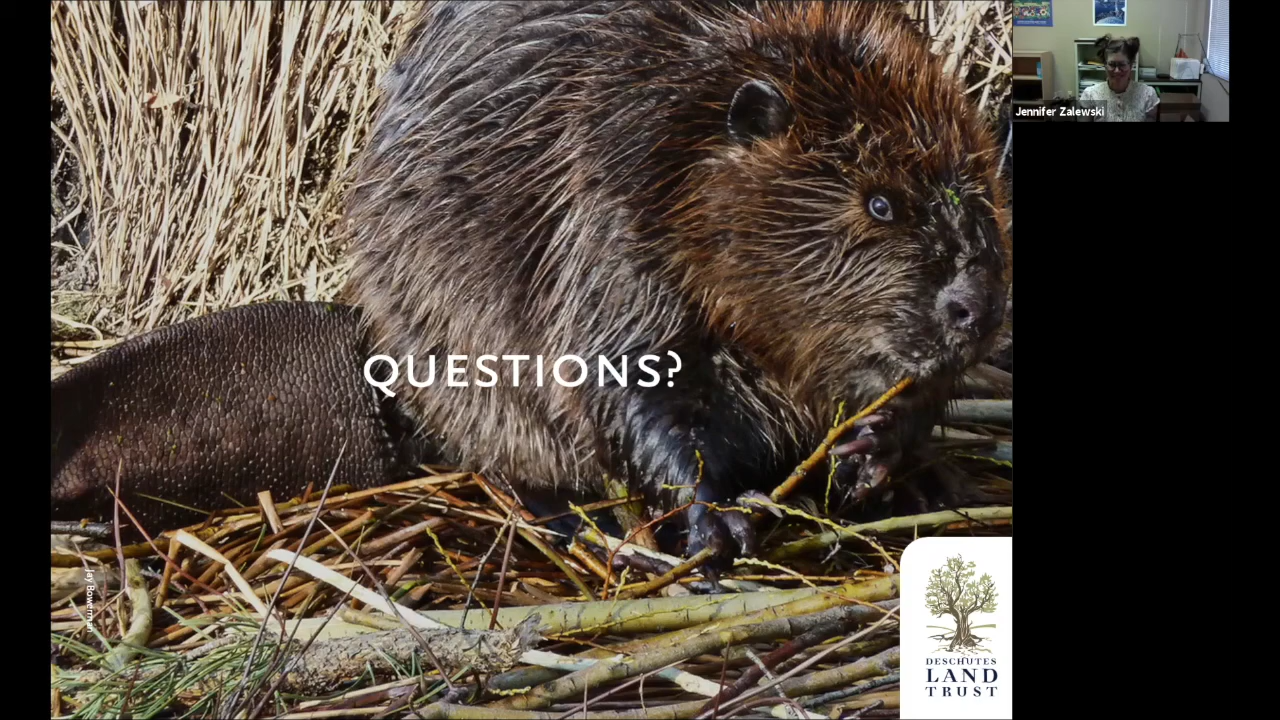 Jennifer Zalewski
QUESTIONS?
Jay Bowerman
DESCHUTES
LAND
TRUST